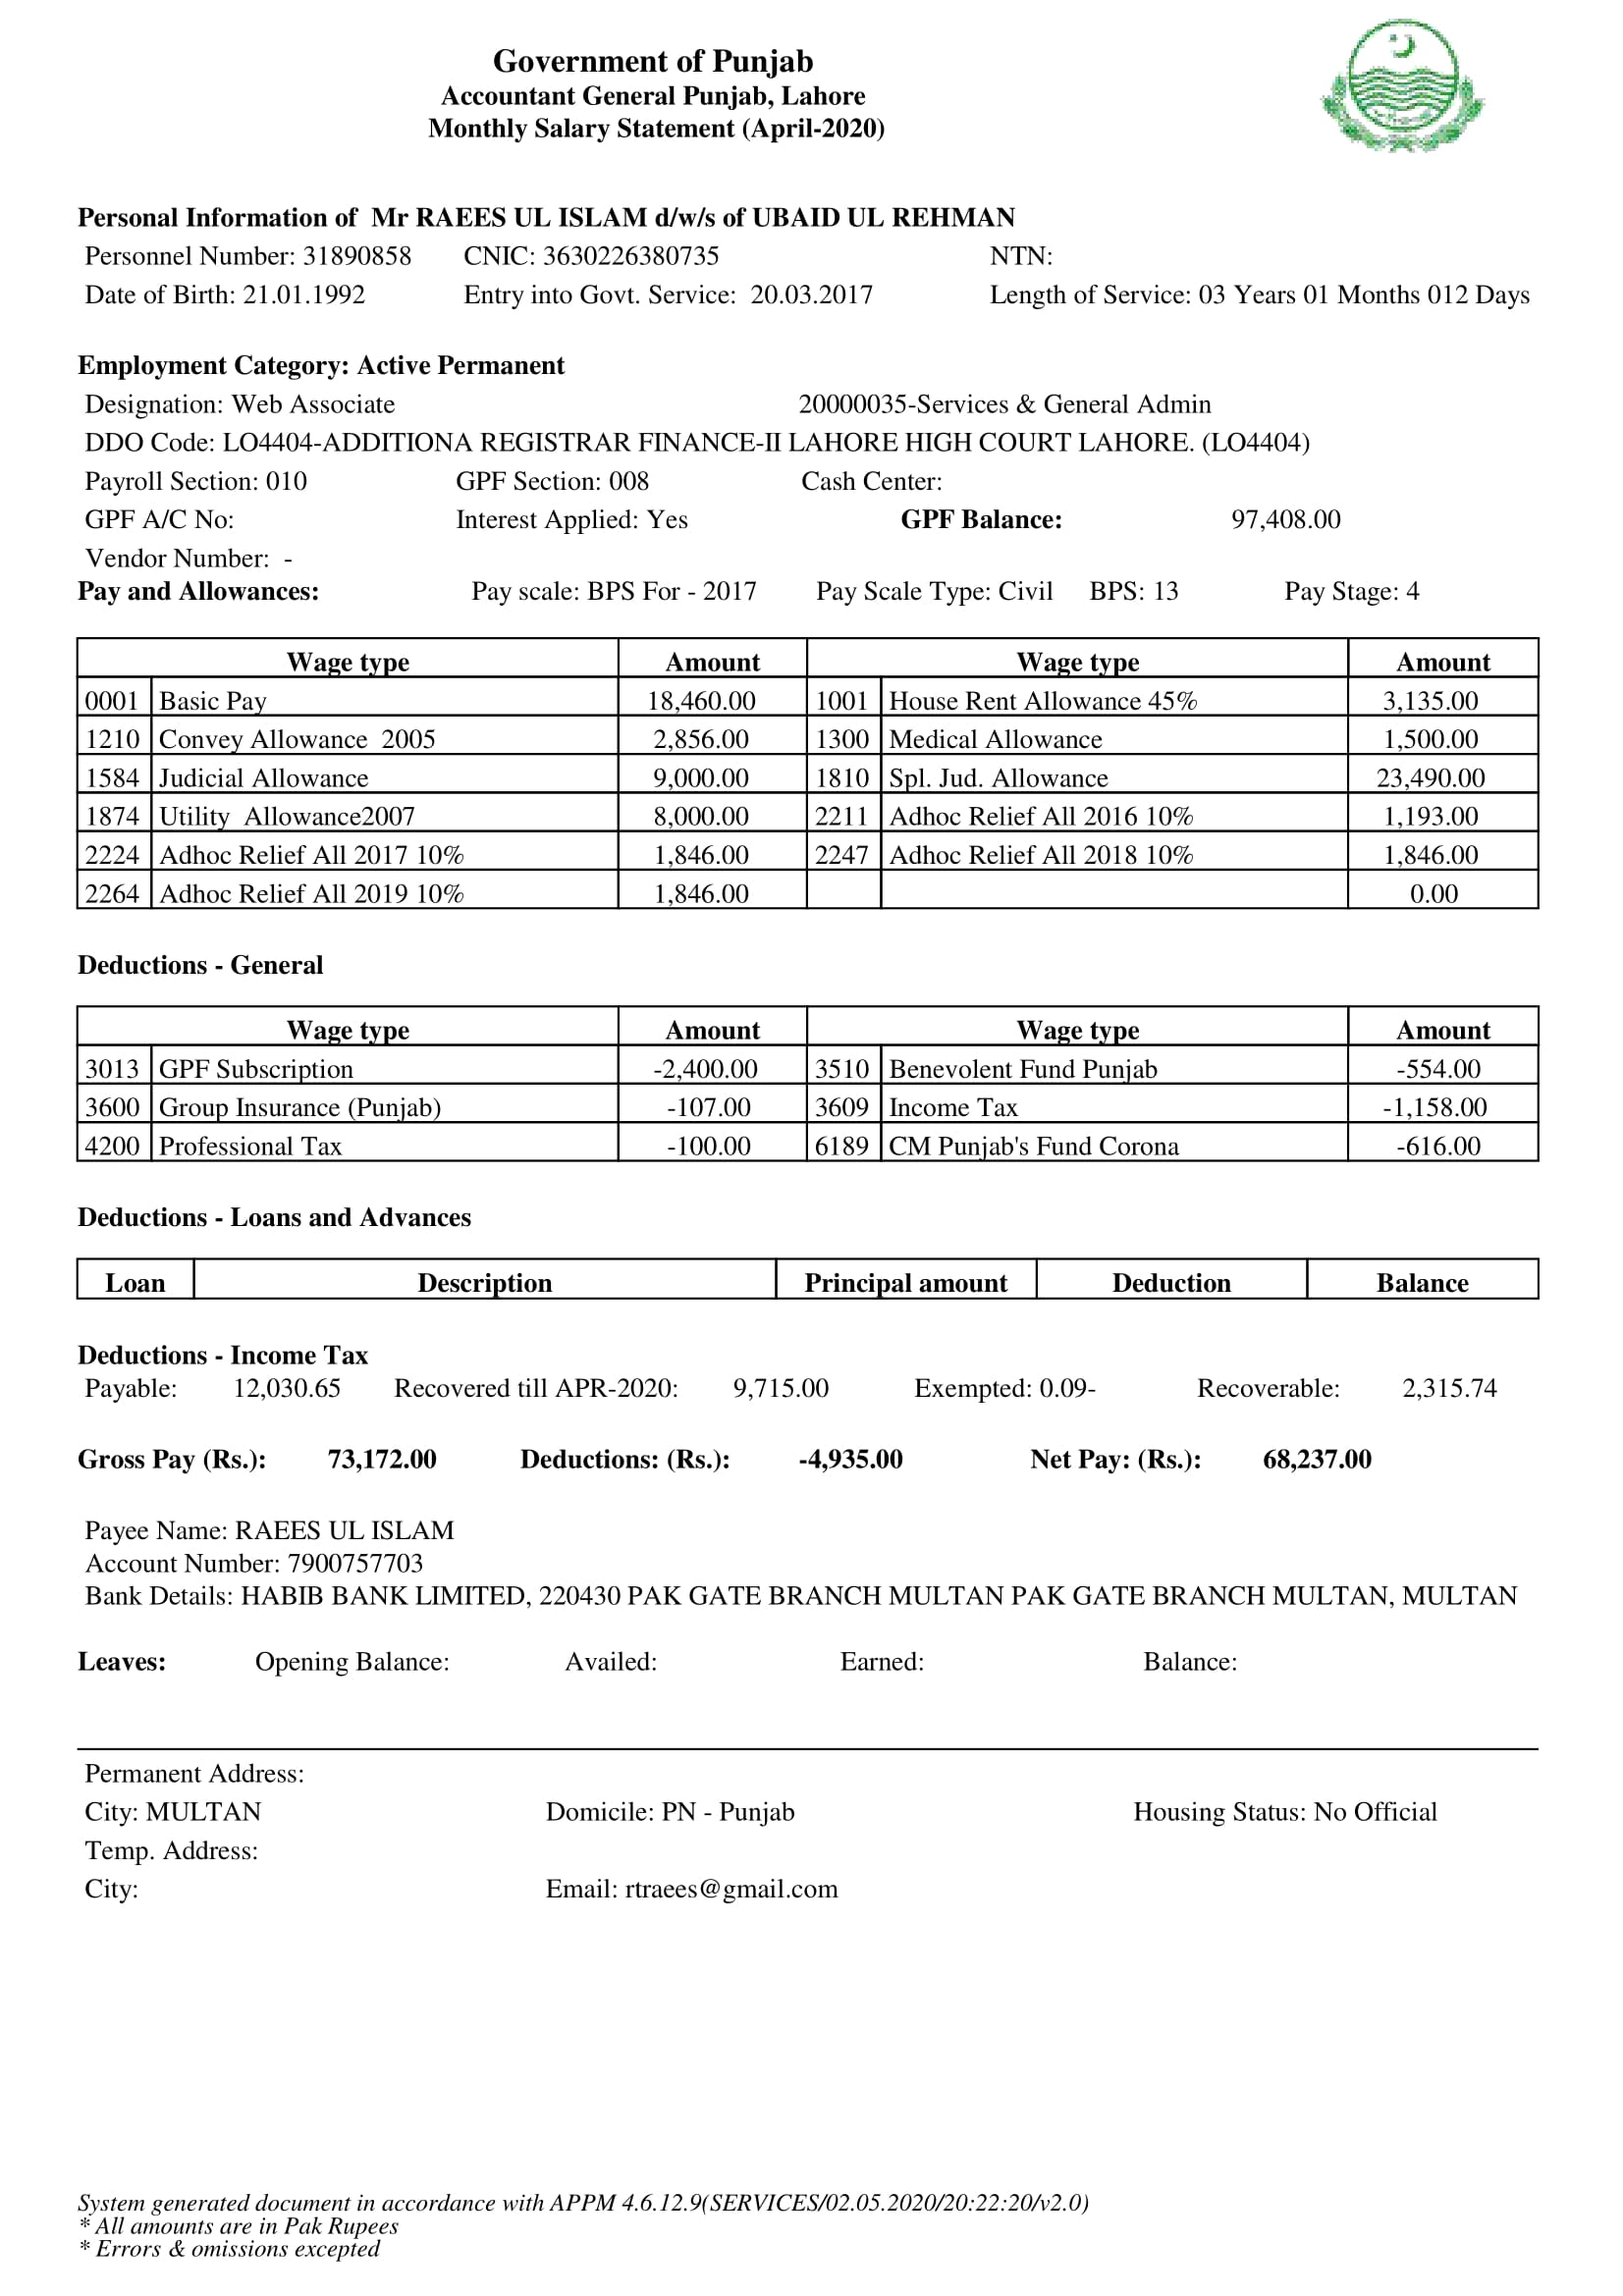 Government of Punjab
Accountant General Punjab, Lahore
Monthly Salary Statement (April-2020)
Personal Information of Mr RAEES UL ISLAM d/w/s of UBAID UL REHMAN
Personnel Number: 31890858 CNIC: 3630226380735 NTN:
Date of Birth: 21.01.1992 Entry into Govt. Service: 20.03.2017 Length of Service: 03 Years 01 Months 012 Days
Employment Category: Active Permanent
Designation: Web Associate 20000035-Services & General Admin
DDO Code: LO4404-ADDITIONA REGISTRAR FINANCE-II LAHORE HIGH COURT LAHORE. (LO4404)
Payroll Section: 010 GPF Section: 008 Cash Center:
GPF A/C No: Interest Applied: Yes GPF Balance: 97,408.00
Vendor Number: -
Pay and Allowances: Pay scale: BPS For - 2017 Pay Scale Type: Civil BPS: 13 Pay Stage: 4
Wage type Amount Wage type Amount
0001 Basic Pay 18,460.00 1001 House Rent Allowance 45% 3,135.00
1210 Convey Allowance 2005 2,856.00 1300 Medical Allowance 1,500.00
1584 Judicial Allowance 9,000.00 1810 Spl. Jud. Allowance 23,490.00
1874 Utility Allowance2007 8,000.00 2211 Adhoc Relief All 2016 10% 1,193.00
2224 Adhoc Relief All 2017 10% 1,846.00 2247 Adhoc Relief All 2018 10% 1,846.00
2264 Adhoc Relief All 2019 10% 1,846.00 0.00
Deductions - General
Wage type Amount Wage type Amount
3013 GPF Subscription -2,400.00 3510 Benevolent Fund Punjab -554.00
3600 Group Insurance (Punjab) -107.00 3609 Income Tax -1,158.00
4200 Professional Tax -100.00 6189 CM Punjab's Fund Corona -616.00
Deductions - Loans and Advances
Loan Description Principal amount Deduction Balance
Deductions - Income Tax
Payable: 12,030.65 Recovered till APR-2020: 9,715.00 Exempted: 0.09- Recoverable: 2,315.74
Gross Pay (Rs.): 73,172.00 Deductions: (Rs.): -4,935.00 Net Pay: (Rs.): 68,237.00
Payee Name: RAEES UL ISLAM
Account Number: 7900757703
Bank Details: HABIB BANK LIMITED, 220430 PAK GATE BRANCH MULTAN PAK GATE BRANCH MULTAN, MULTAN
Leaves: Opening Balance: Availed: Earned: Balance:
Permanent Address:
City: MULTAN Domicile: PN - Punjab Housing Status: No Official
Temp. Address:
City: Email: rtraees@gmail.com
System generated document in accordance with APPM 4.6.12.9(SERVICES/02.05.2020/20:22:20/v2.0)
* All amounts are in Pak Rupees
* Errors & omissions excepted